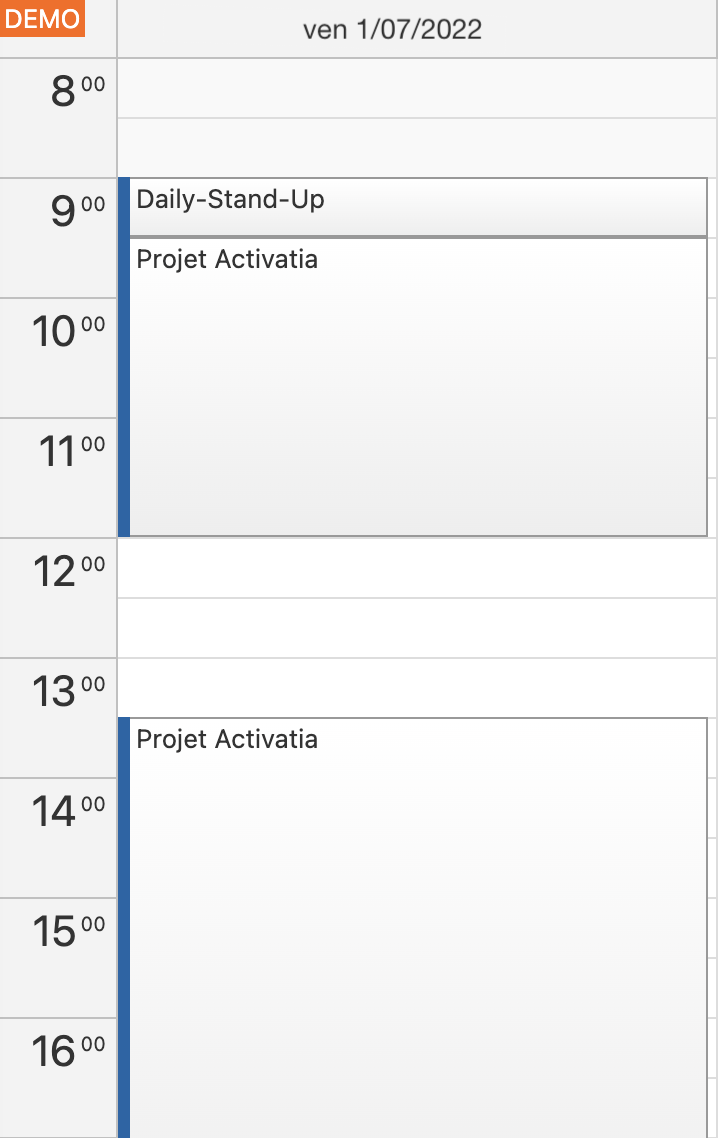 DEMO
ven 1/07/2022
8 00
9 00
Daily-Stand-Up
Projet Activatia
10 00
11 00
12 00
13 00
Projet Activatia
14 00
15 00
16 00